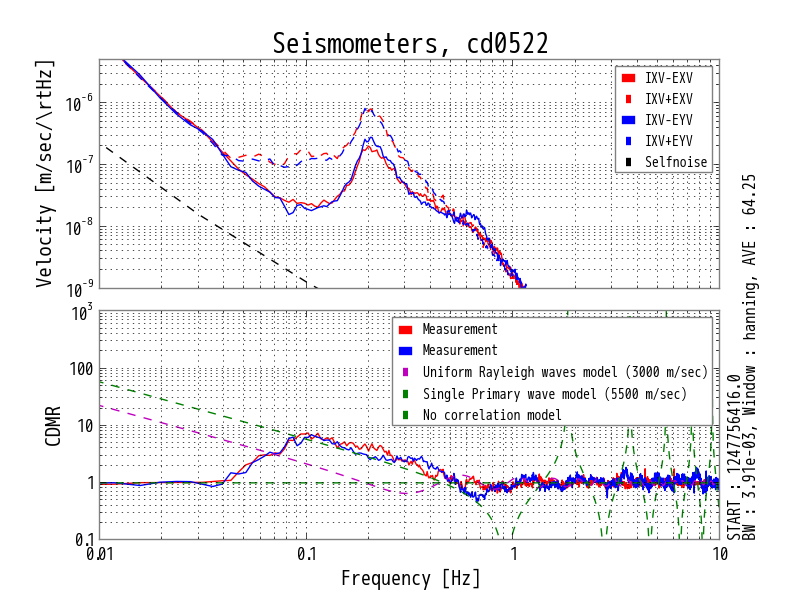 Seismometers, cd0522
Velocity [m/sec/\rtHz]
10^-6
10^-7
10^-8
10^-9
IXV-EXV
IXV+EXV
IXV-EYV
IXV+EYV
Selfnoise
CDMR
10^3
100
10
1
0.1
Measurement
Measurement
Uniform Rayleigh waves model (3000 m/sec)
Single Primary wave model (5500 m/sec)
No correlation model
0.01
0.1
1
10
Frequency [Hz]
START : 1247756416.0
BW : 3.91e-03, Window : hanning, AVE : 64.25